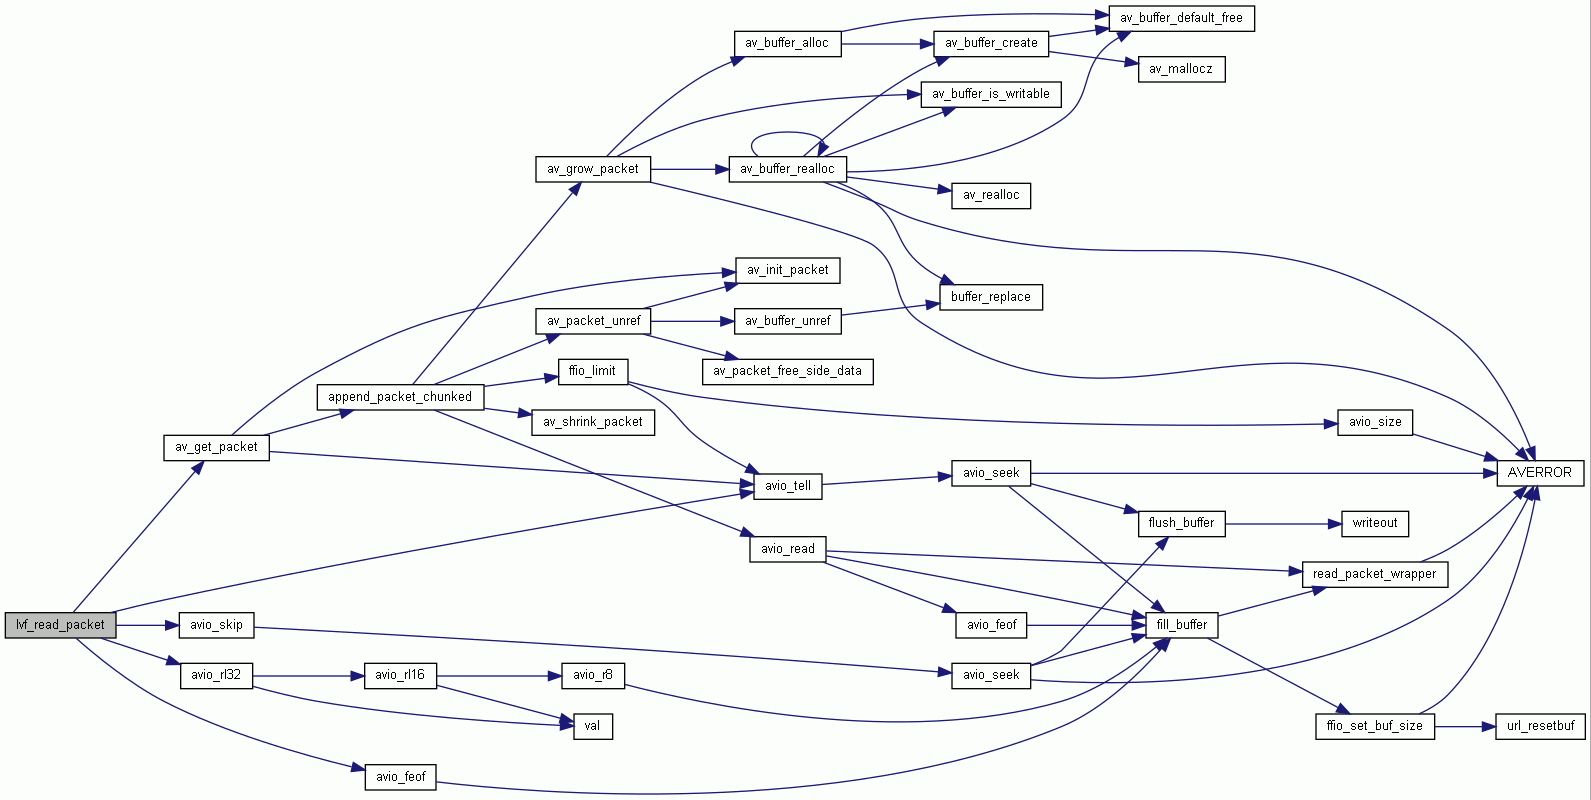 av_buffer_default_free
av_buffer_alloc
av_buffer_create
av_mallocz
av_buffer_is_writable
av_grow_packet
av_buffer_realloc
av_realloc
av_init_packet
buffer_replace
av_packet_unref
av_buffer_unref
ffio_limit
av_packet_free_side_data
append_packet_chunked
av_shrink_packet
avio_size
av_get_packet
avio_tell
avio_seek
AVERROR
flush_buffer
writeout
avio_read
read_packet_wrapper
lvf_read_packet
avio_skip
avio_feof
fill_buffer
avio_rl32
avio_rl16
avio_r8
avio_seek
val
ffio_set_buf_size
url_resetbuf
avio_feof